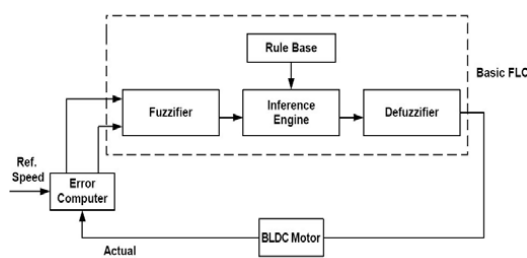 Rule Base
Basic FLC
Fuzzifier
Inference
Engine
Defuzzifier
Ref.
Speed
Error
Computer
BLDC Motor
Actual